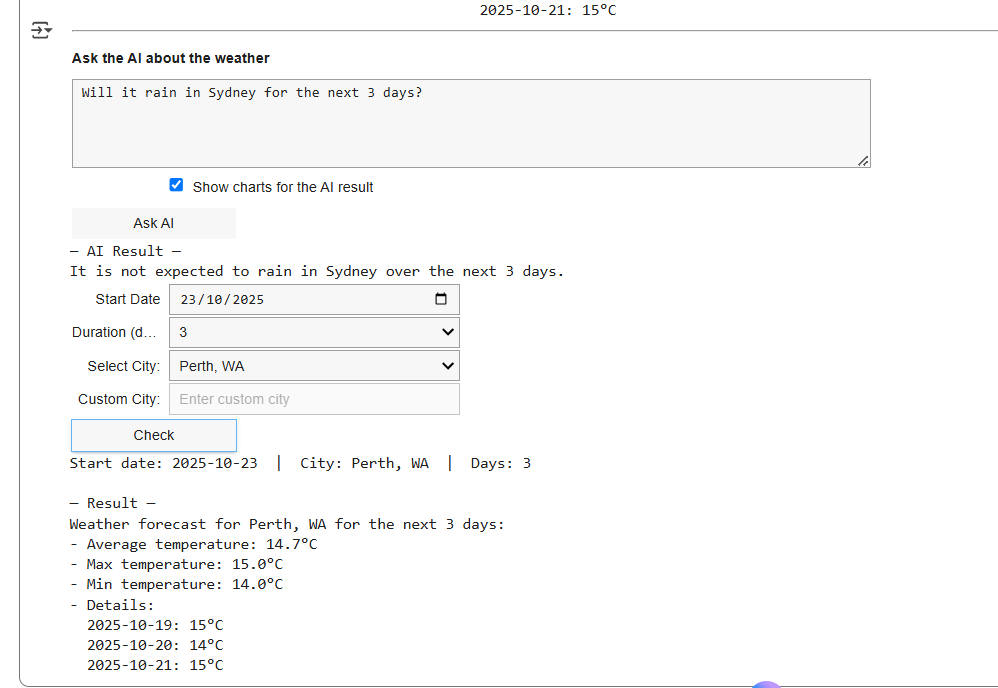 2025-10-21: 15°C
Ask the AI about the weather
Will it rain in Sydney for the next 3 days?
Show charts for the AI result
Ask AI
— AI Result —
It is not expected to rain in Sydney over the next 3 days.
Start Date 23/10/2025
Duration (d... 3
Select City: Perth, WA
Custom City: Enter custom city
Check
Start date: 2025-10-23 | City: Perth, WA | Days: 3
— Result —
Weather forecast for Perth, WA for the next 3 days:
- Average temperature: 14.7°C
- Max temperature: 15.0°C
- Min temperature: 14.0°C
- Details:
2025-10-19: 15°C
2025-10-20: 14°C
2025-10-21: 15°C